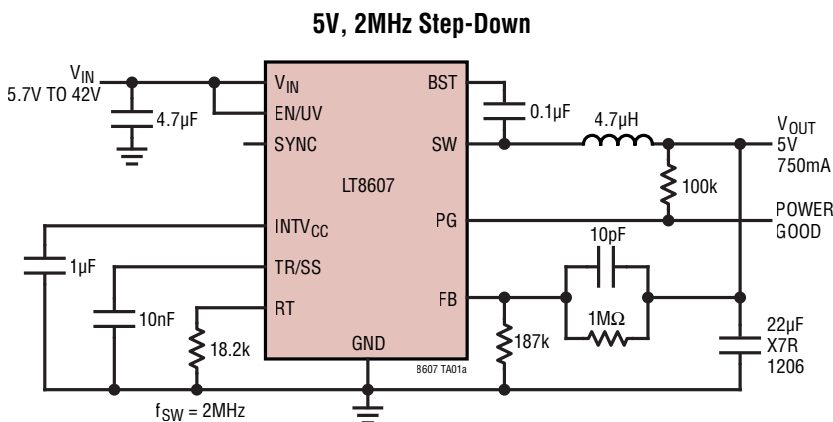 5V, 2MHz Step-Down
VIN
5.7V TO 42V
4.7µF
VIN
EN/UV
SYNC
LT8607
INTVCC
TR/SS
RT
GND
BST
SW
PG
FB
0.1µF
4.7µH
VOUT
5V
750mA
100k
POWER
GOOD
10pF
1MΩ
187k
22µF
X7R
1206
1µF
10nF
18.2k
fSW = 2MHz
8607 TA01a